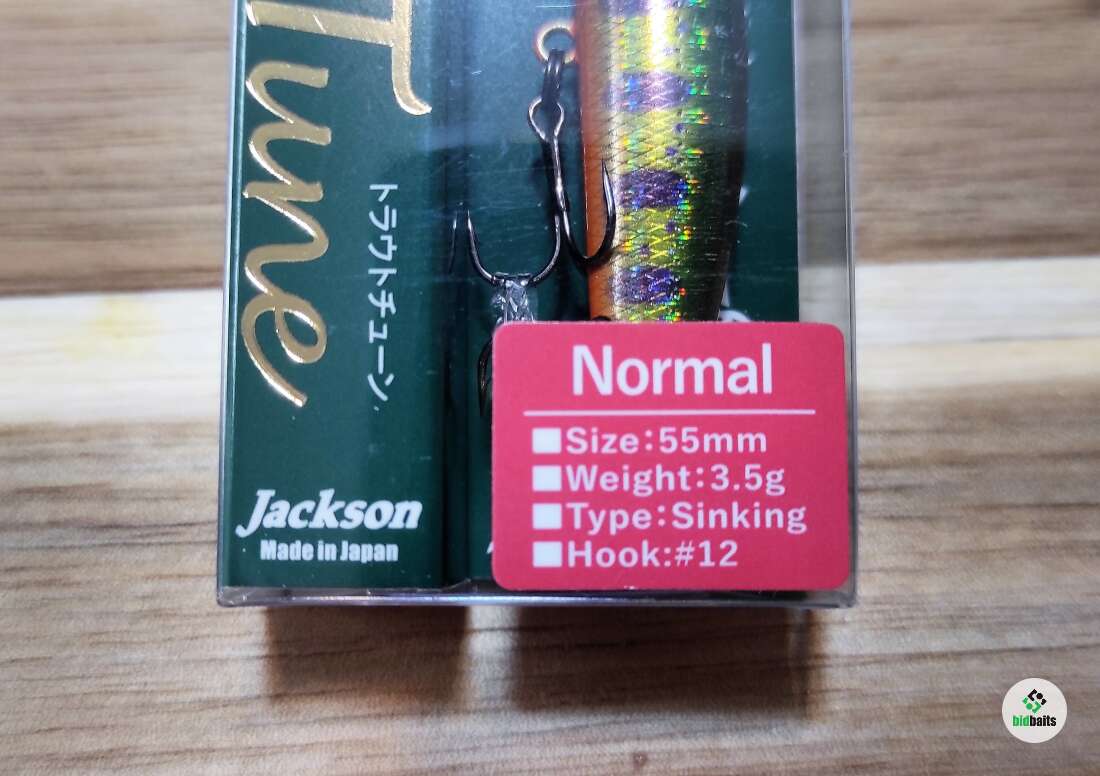 Tune
トラウトチューン
Jackson
Made in Japan
Normal
Size:55mm
Weight:3.5g
Type:Sinking
Hook:#12
bidbaits